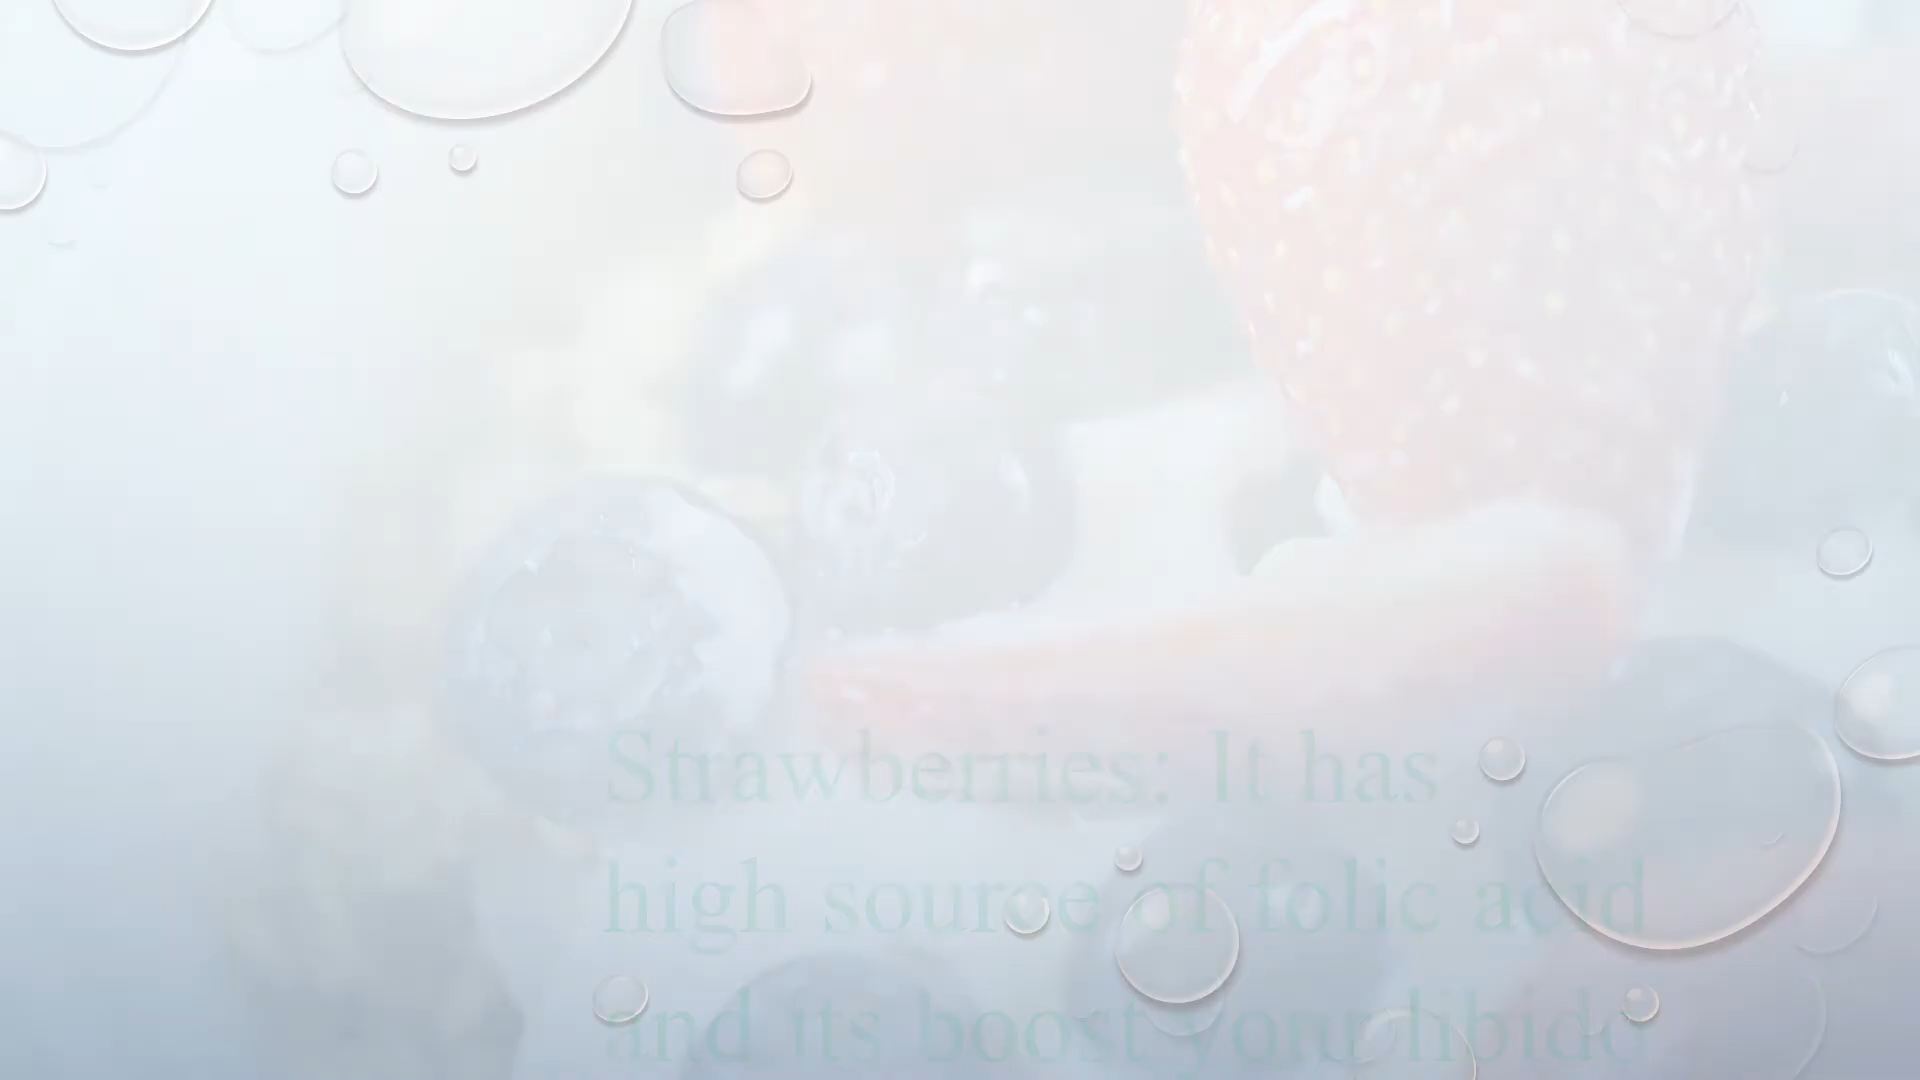 Strawberries: It has
high source of folic acid
and its boost your libido